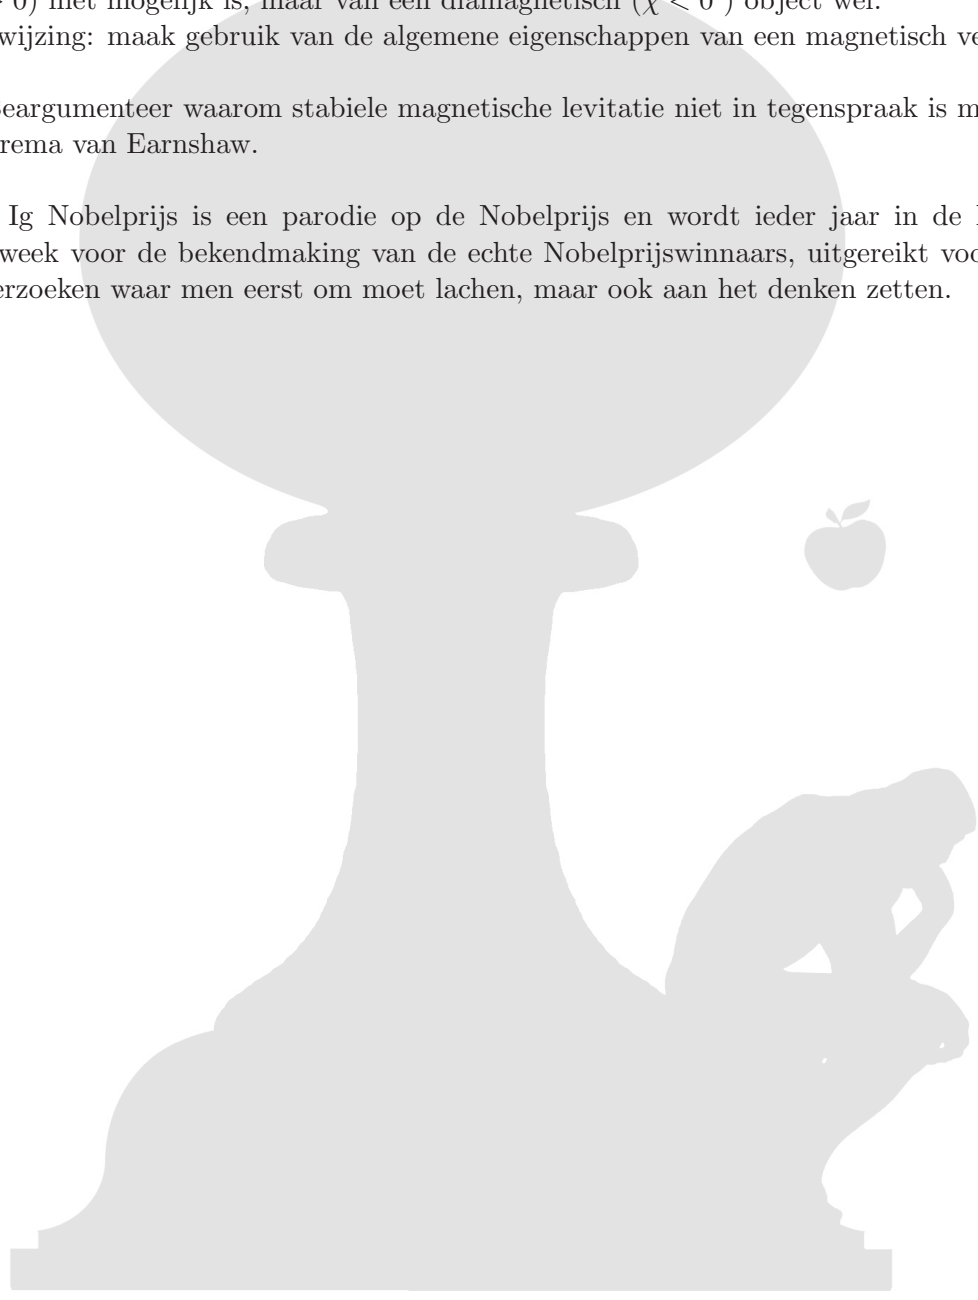 0) niet mogelijk is, maar van een diamagnetisch (χ < 0 ) object wel.
wijzing: maak gebruik van de algemene eigenschappen van een magnetisch ve
eargumenteer waarom stabiele magnetische levitatie niet in tegenspraak is m
rema van Earnshaw.
Ig Nobelprijs is een parodie op de Nobelprijs en wordt ieder jaar in de
week voor de bekendmaking van de echte Nobelprijswinnaars, uitgereikt voo
erzoeken waar men eerst om moet lachen, maar ook aan het denken zetten.